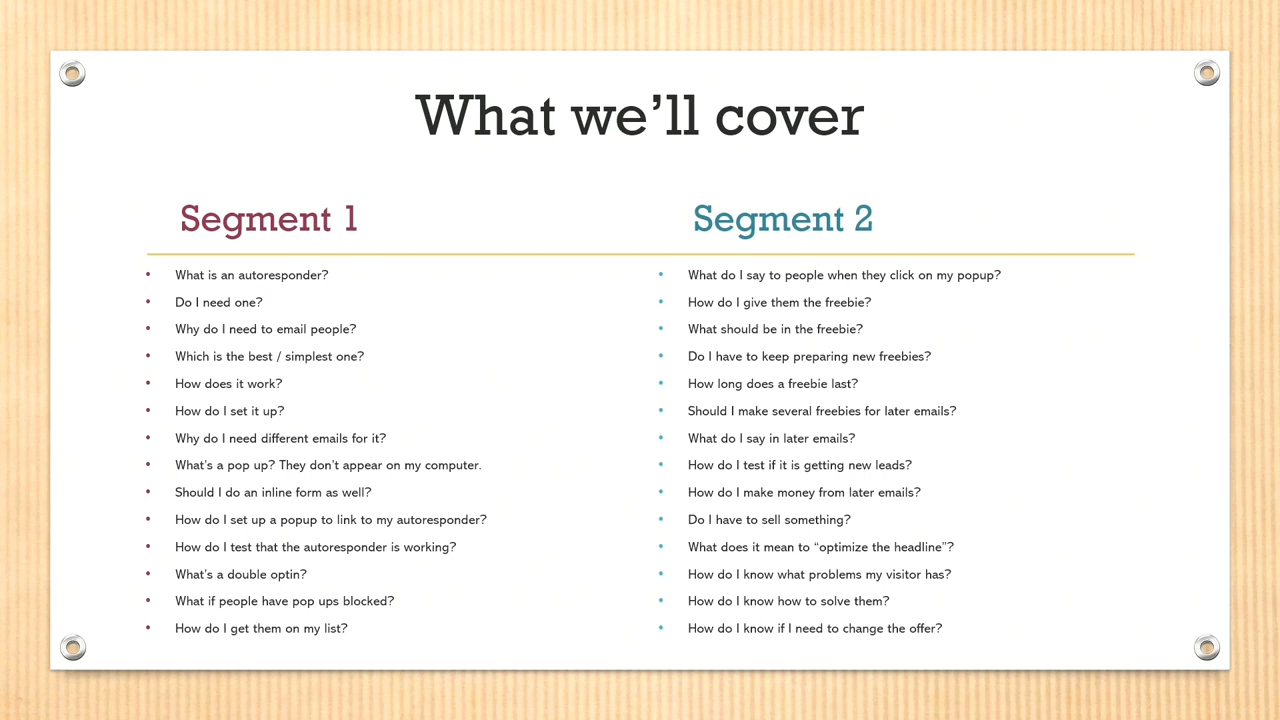 What we’ll cover
Segment 1
• What is an autoresponder?
• Do I need one?
• Why do I need to email people?
• Which is the best / simplest one?
• How does it work?
• How do I set it up?
• Why do I need different emails for it?
• What's a pop up? They don't appear on my computer.
• Should I do an inline form as well?
• How do I set up a popup to link to my autoresponder?
• How do I test that the autoresponder is working?
• What's a double optin?
• What if people have pop ups blocked?
• How do I get them on my list?
Segment 2
• What do I say to people when they click on my popup?
• How do I give them the freebie?
• What should be in the freebie?
• Do I have to keep preparing new freebies?
• How long does a freebie last?
• Should I make several freebies for later emails?
• What do I say in later emails?
• How do I test if it is getting new leads?
• How do I make money from later emails?
• Do I have to sell something?
• What does it mean to “optimize the headline”?
• How do I know what problems my visitor has?
• How do I know how to solve them?
• How do I know if I need to change the offer?